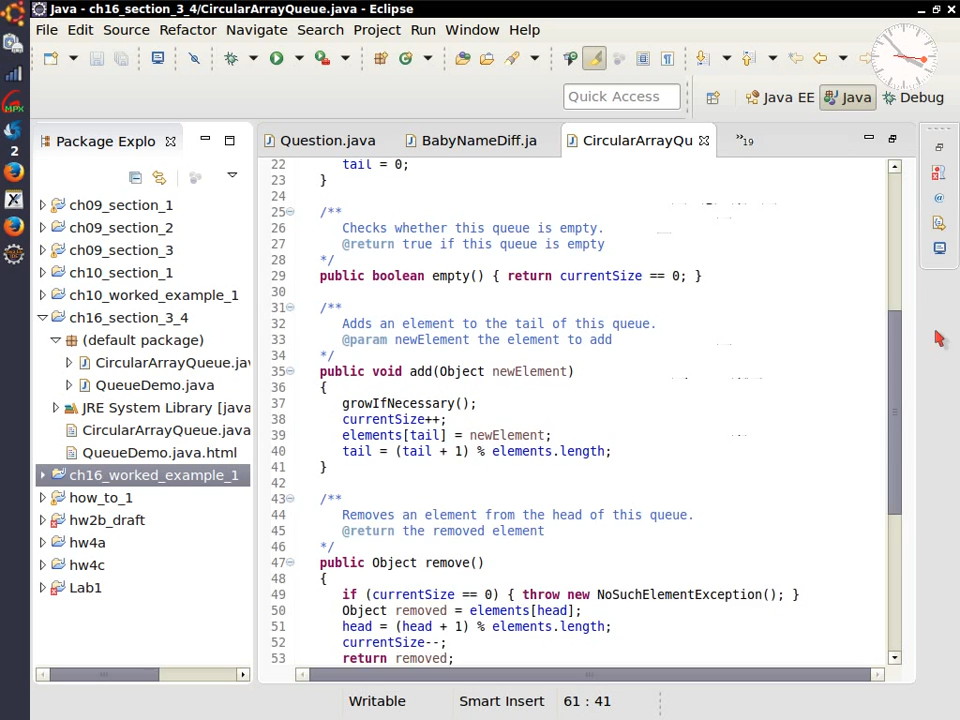 Java - ch16_section_3_4/CircularArrayQueue.java - Eclipse
File Edit Source Refactor Navigate Search Project Run Window Help
Quick Access
Java EE
Java
Debug
Package Explo
Question.java
BabyNameDiff.ja
CircularArrayQu
»19
2
ch09_section_1
ch09_section_2
ch09_section_3
ch10_section_1
ch10_worked_example_1
ch16_section_3_4
(default package)
CircularArrayQueue.jav
QueueDemo.java
JRE System Library [java
CircularArrayQueue.java
QueueDemo.java.html
ch16_worked_example_1
how_to_1
hw2b_draft
hw4a
hw4c
Lab1
22 tail = 0;
23 }
24
25 /**
26 Checks whether this queue is empty.
27 @return true if this queue is empty
28 */
29 public boolean empty() { return currentSize == 0; }
30
31 /**
32 Adds an element to the tail of this queue.
33 @param newElement the element to add
34 */
35 public void add(Object newElement)
36 {
37 growIfNecessary();
38 currentSize++;
39 elements[tail] = newElement;
40 tail = (tail + 1) % elements.length;
41 }
42
43 /**
44 Removes an element from the head of this queue.
45 @return the removed element
46 */
47 public Object remove()
48 {
49 if (currentSize == 0) { throw new NoSuchElementException(); }
50 Object removed = elements[head];
51 head = (head + 1) % elements.length;
52 currentSize--;
53 return removed;
Writable
Smart Insert
61 : 41